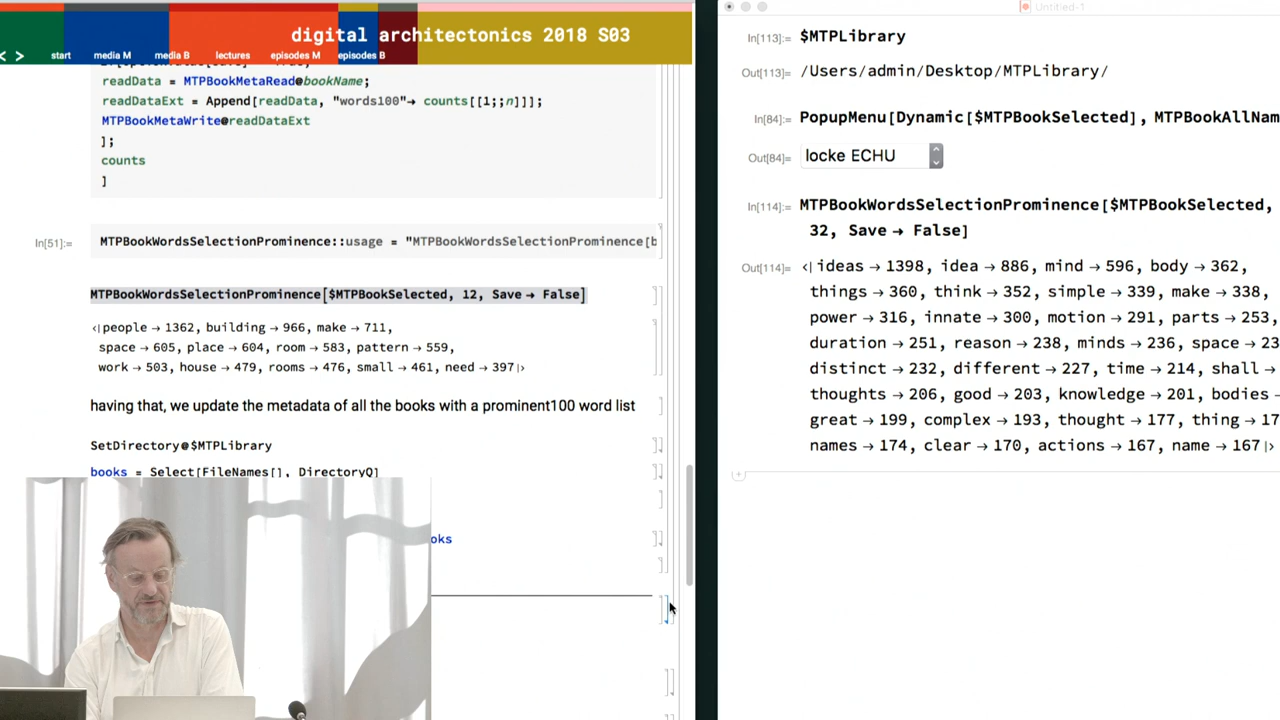 digital architectonics 2018 S03
< > start media M media B lectures episodes M episodes B
readData = MTPBookMetaRead@bookName;
readDataExt = Append[readData, "words100"→ counts[[1;;n]]];
MTPBookMetaWrite@readDataExt
];
counts
]
In[51]:= MTPBookWordsSelectionProminence::usage = "MTPBookWordsSelectionProminence[b
MTPBookWordsSelectionProminence[$MTPBookSelected, 12, Save→ False]
<|people → 1362, building → 966, make → 711,
space → 605, place → 604, room → 583, pattern → 559,
work → 503, house → 479, rooms → 476, small → 461, need → 397|>
having that, we update the metadata of all the books with a prominent100 word list
SetDirectory@$MTPLibrary
books = Select[FileNames[], DirectoryQ]
oks
Untitled-1
In[113]:= $MTPLibrary
Out[113]= /Users/admin/Desktop/MTPLibrary/
In[84]:= PopupMenu[Dynamic[$MTPBookSelected], MTPBookAllNam
Out[84]= locke ECHU
In[114]:= MTPBookWordsSelectionProminence[$MTPBookSelected,
32, Save → False]
Out[114]= <|ideas → 1398, idea → 886, mind → 596, body → 362,
things → 360, think → 352, simple → 339, make → 338,
power → 316, innate → 300, motion → 291, parts → 253,
duration → 251, reason → 238, minds → 236, space → 23
distinct → 232, different → 227, time → 214, shall →
thoughts → 206, good → 203, knowledge → 201, bodies →
great → 199, complex → 193, thought → 177, thing → 17
names → 174, clear → 170, actions → 167, name → 167|>